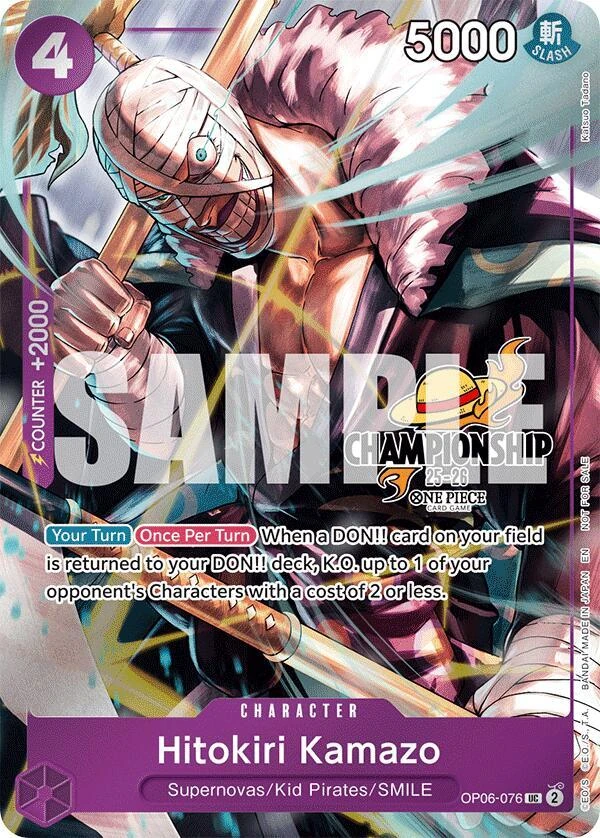 4
5000
斬
SLASH
Katsuo Tadano
COUNTER +2000
SAMPLE
CHAMPIONSHIP
25-26
ONE PIECE
CARD GAME
Your Turn Once Per Turn When a DON!! card on your field
is returned to your DON!! deck, K.O. up to 1 of your
opponent's Characters with a cost of 2 or less.
CHARACTER
Hitokiri Kamazo
Supernovas/Kid Pirates/SMILE
OP06-076 UC 2
©E.O./S. ©E.O./S.,T.A. BANDAI MADE IN JAPAN EN NOT FOR SALE